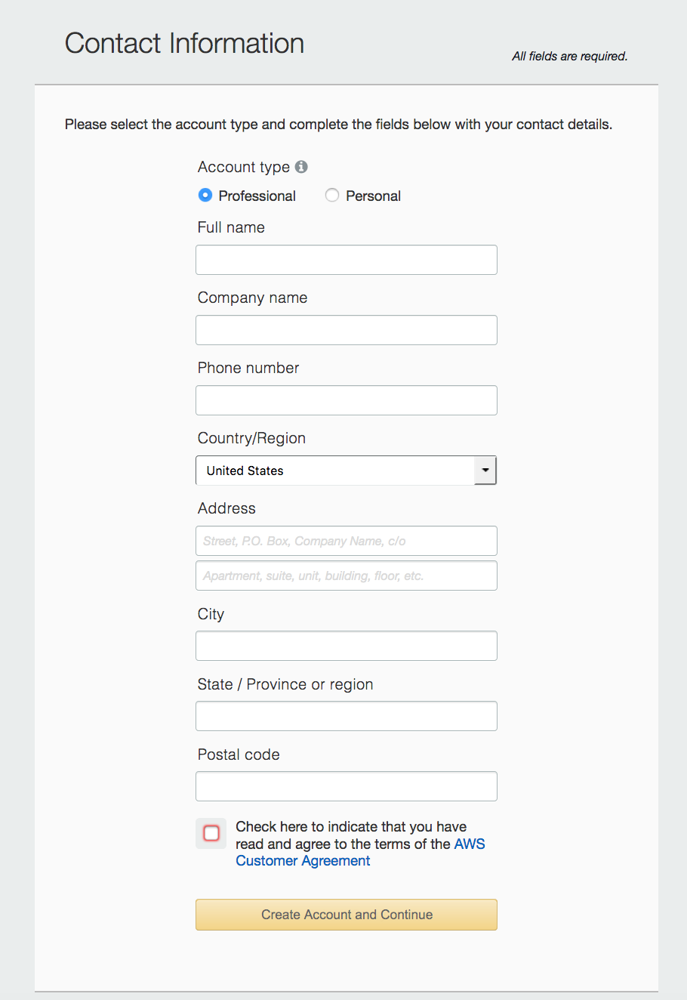 Contact Information
All fields are required.
Please select the account type and complete the fields below with your contact details.
Account type
Professional
Personal
Full name
Company name
Phone number
Country/Region
United States
Address
Street, P.O. Box, Company Name, c/o
Apartment, suite, unit, building, floor, etc.
City
State / Province or region
Postal code
Check here to indicate that you have
read and agree to the terms of the AWS
Customer Agreement
Create Account and Continue